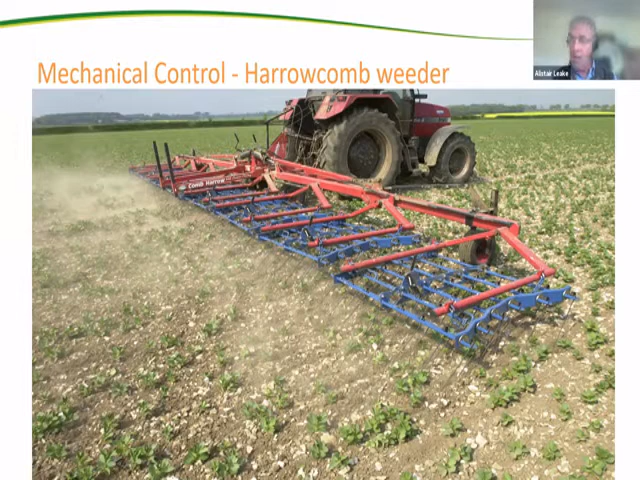 Mechanical Control - Harrowcomb weeder
Alistair Leake
Comb Harrow